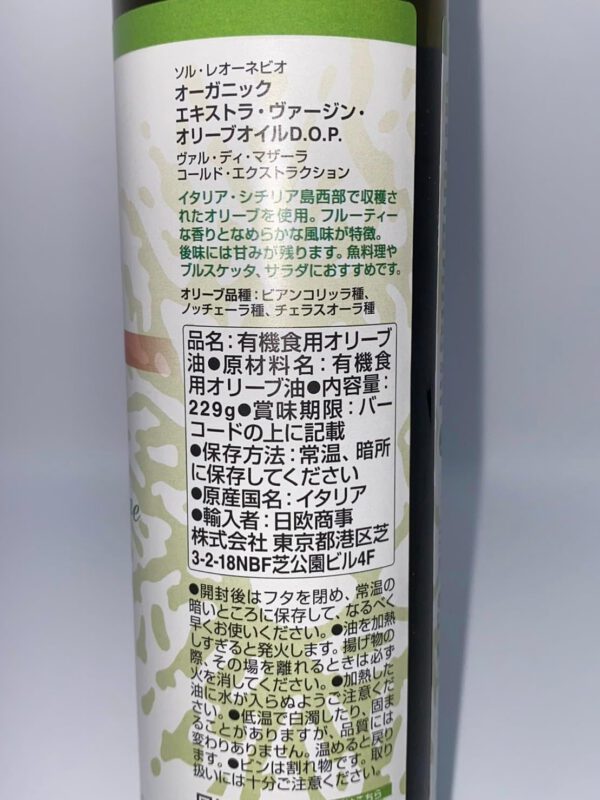 ソル・レオーネビオ
オーガニック
エキストラ・ヴァージン・
オリーブオイルD.O.P.
ヴァル・ディ・マザーラ
コールド・エクストラクション
イタリア・シチリア島西部で収穫さ
れたオリーブを使用。フルーティー
な香りとなめらかな風味が特徴。
後味には甘みが残ります。魚料理や
ブルスケッタ、サラダにおすすめです。
オリーブ品種：ビアンコリッラ種、
ノッチェーラ種、チェラスオーラ種
品名：有機食用オリーブ
油●原材料名：有機食
用オリーブ油●内容量：
229g●賞味期限：バー
コードの上に記載
●保存方法：常温、暗所
に保存してください
●原産国名：イタリア
●輸入者：日欧商事
株式会社 東京都港区芝
3-2-18NBF芝公園ビル4F
●開封後はフタを閉め、常温の
暗いところに保存して、なるべく
早くお使いください。●油を加熱
しすぎると発火します。揚げ物の
際、その場を離れるときは必ず
火を消してください。●加熱した
油に水が入らぬようご注意くだ
さい。●低温で白濁したり、固ま
ることがありますが、品質には
変わりありません。温めると戻り
ます。●ビンは割れ物です。取り
扱いには十分ご注意ください。